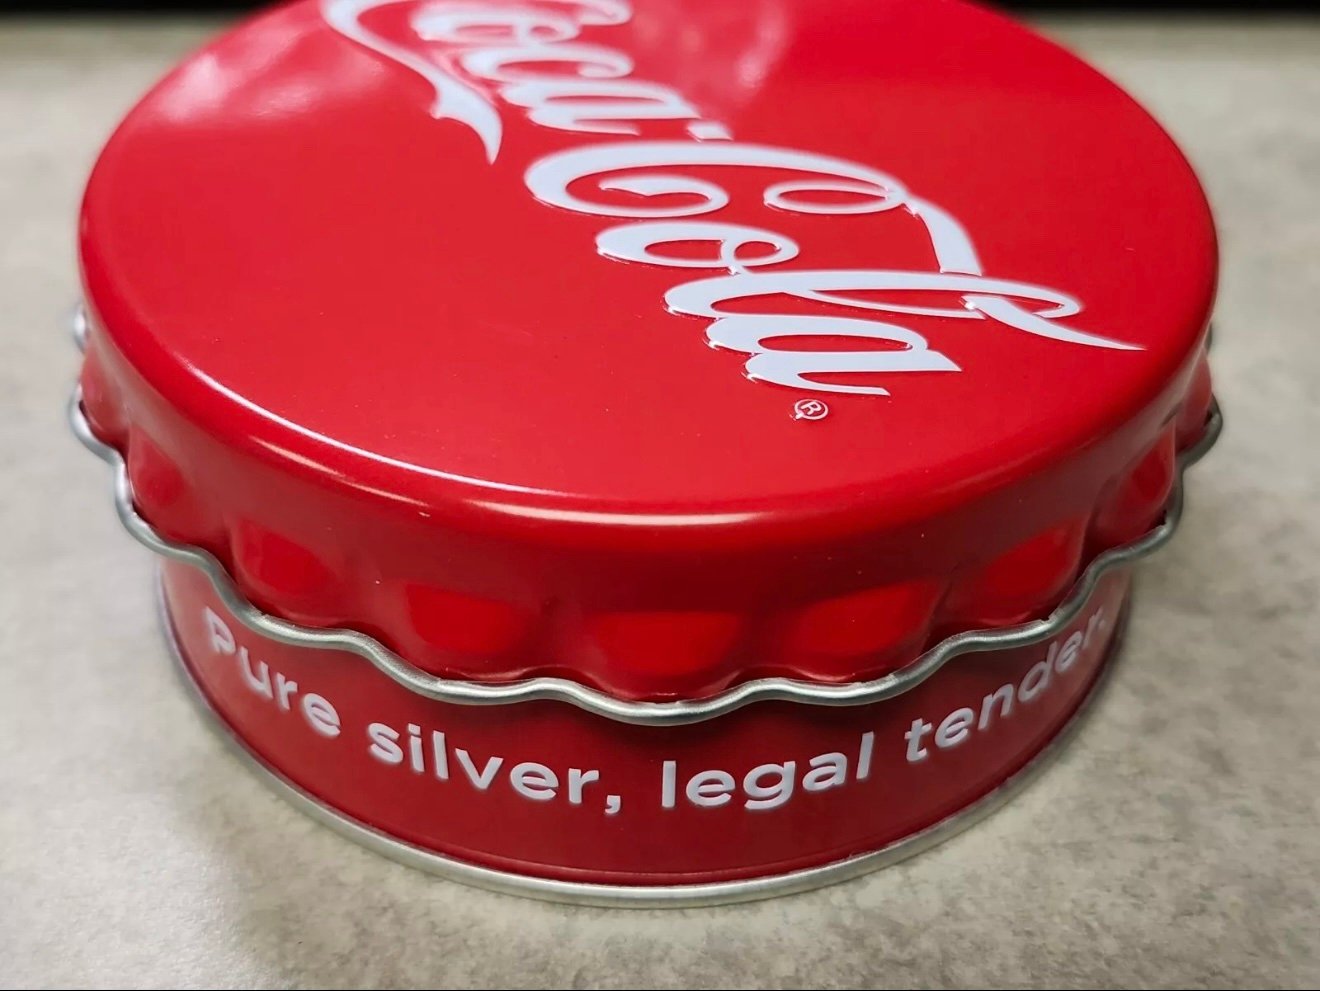 Coca-Cola
®
Pure silver, legal tender.